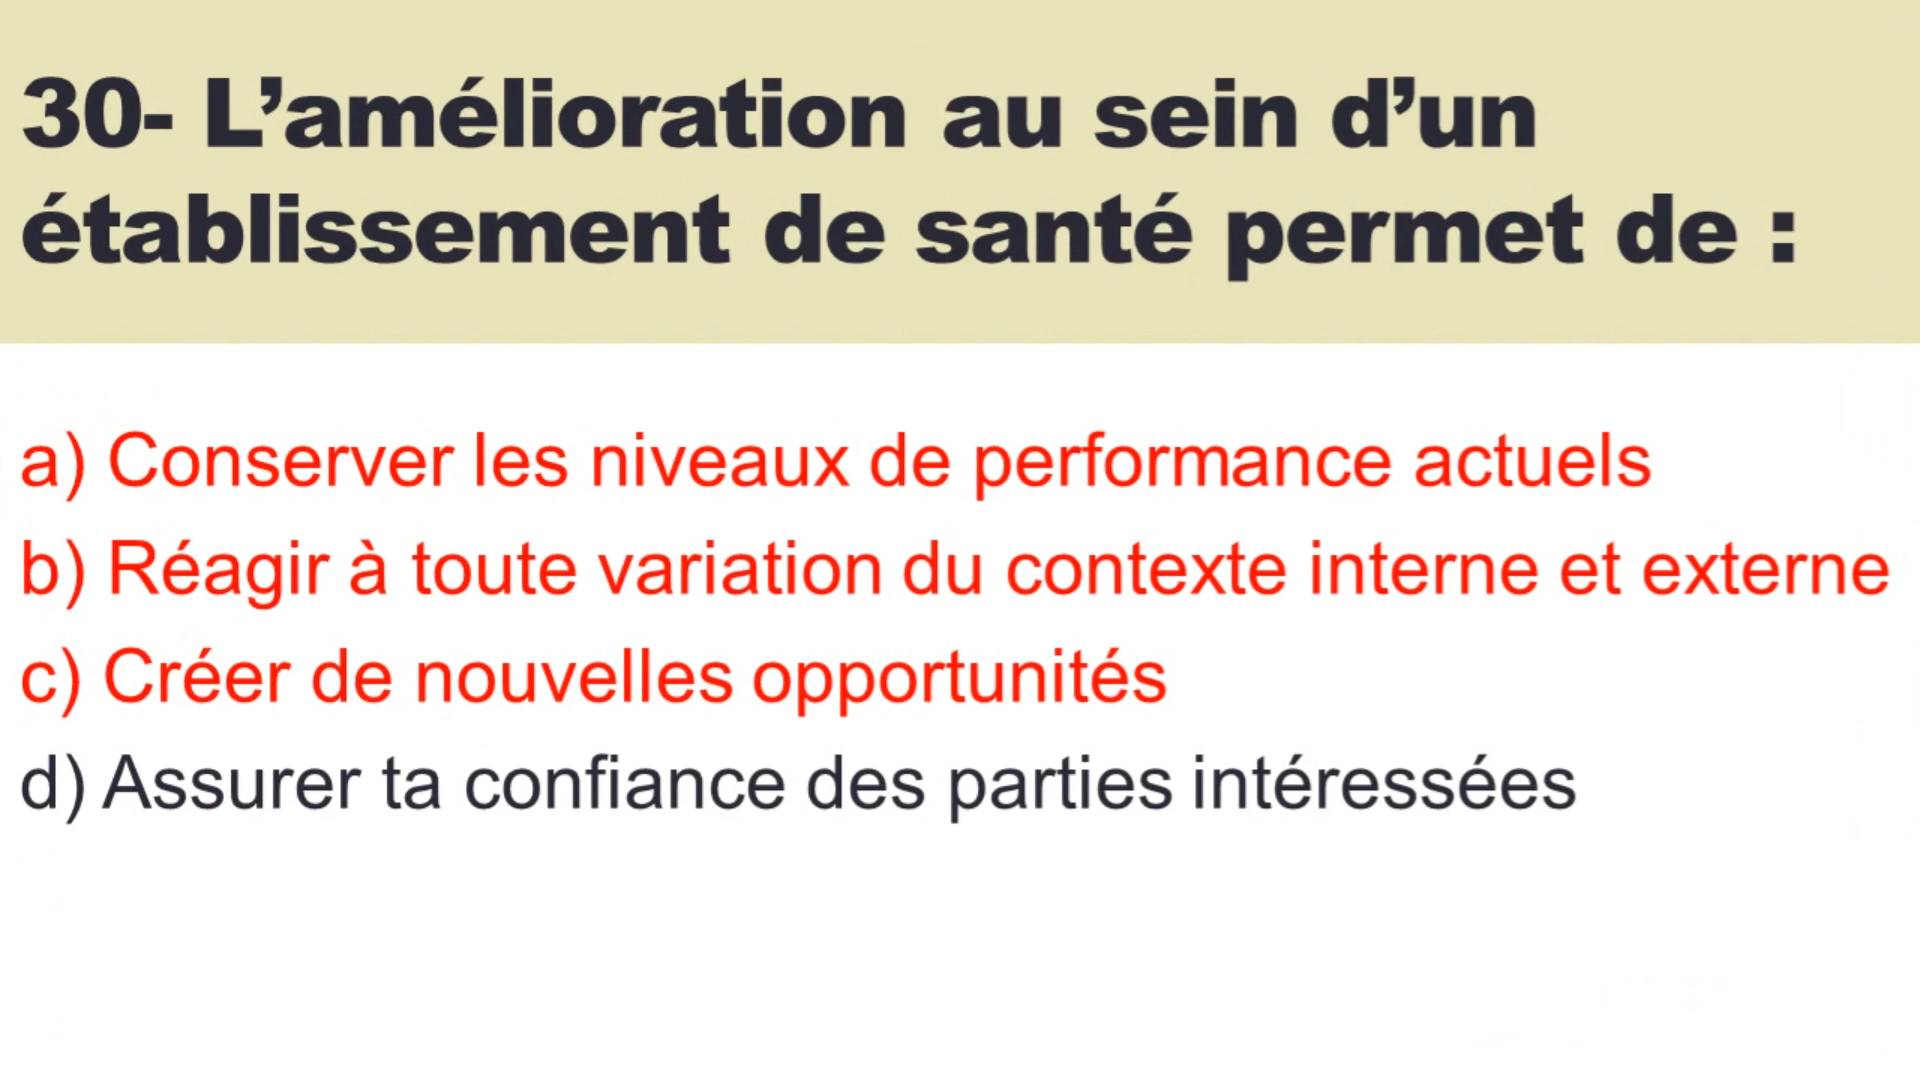 30- L’amélioration au sein d’un
établissement de santé permet de :
a) Conserver les niveaux de performance actuels
b) Réagir à toute variation du contexte interne et externe
c) Créer de nouvelles opportunités
d) Assurer ta confiance des parties intéressées